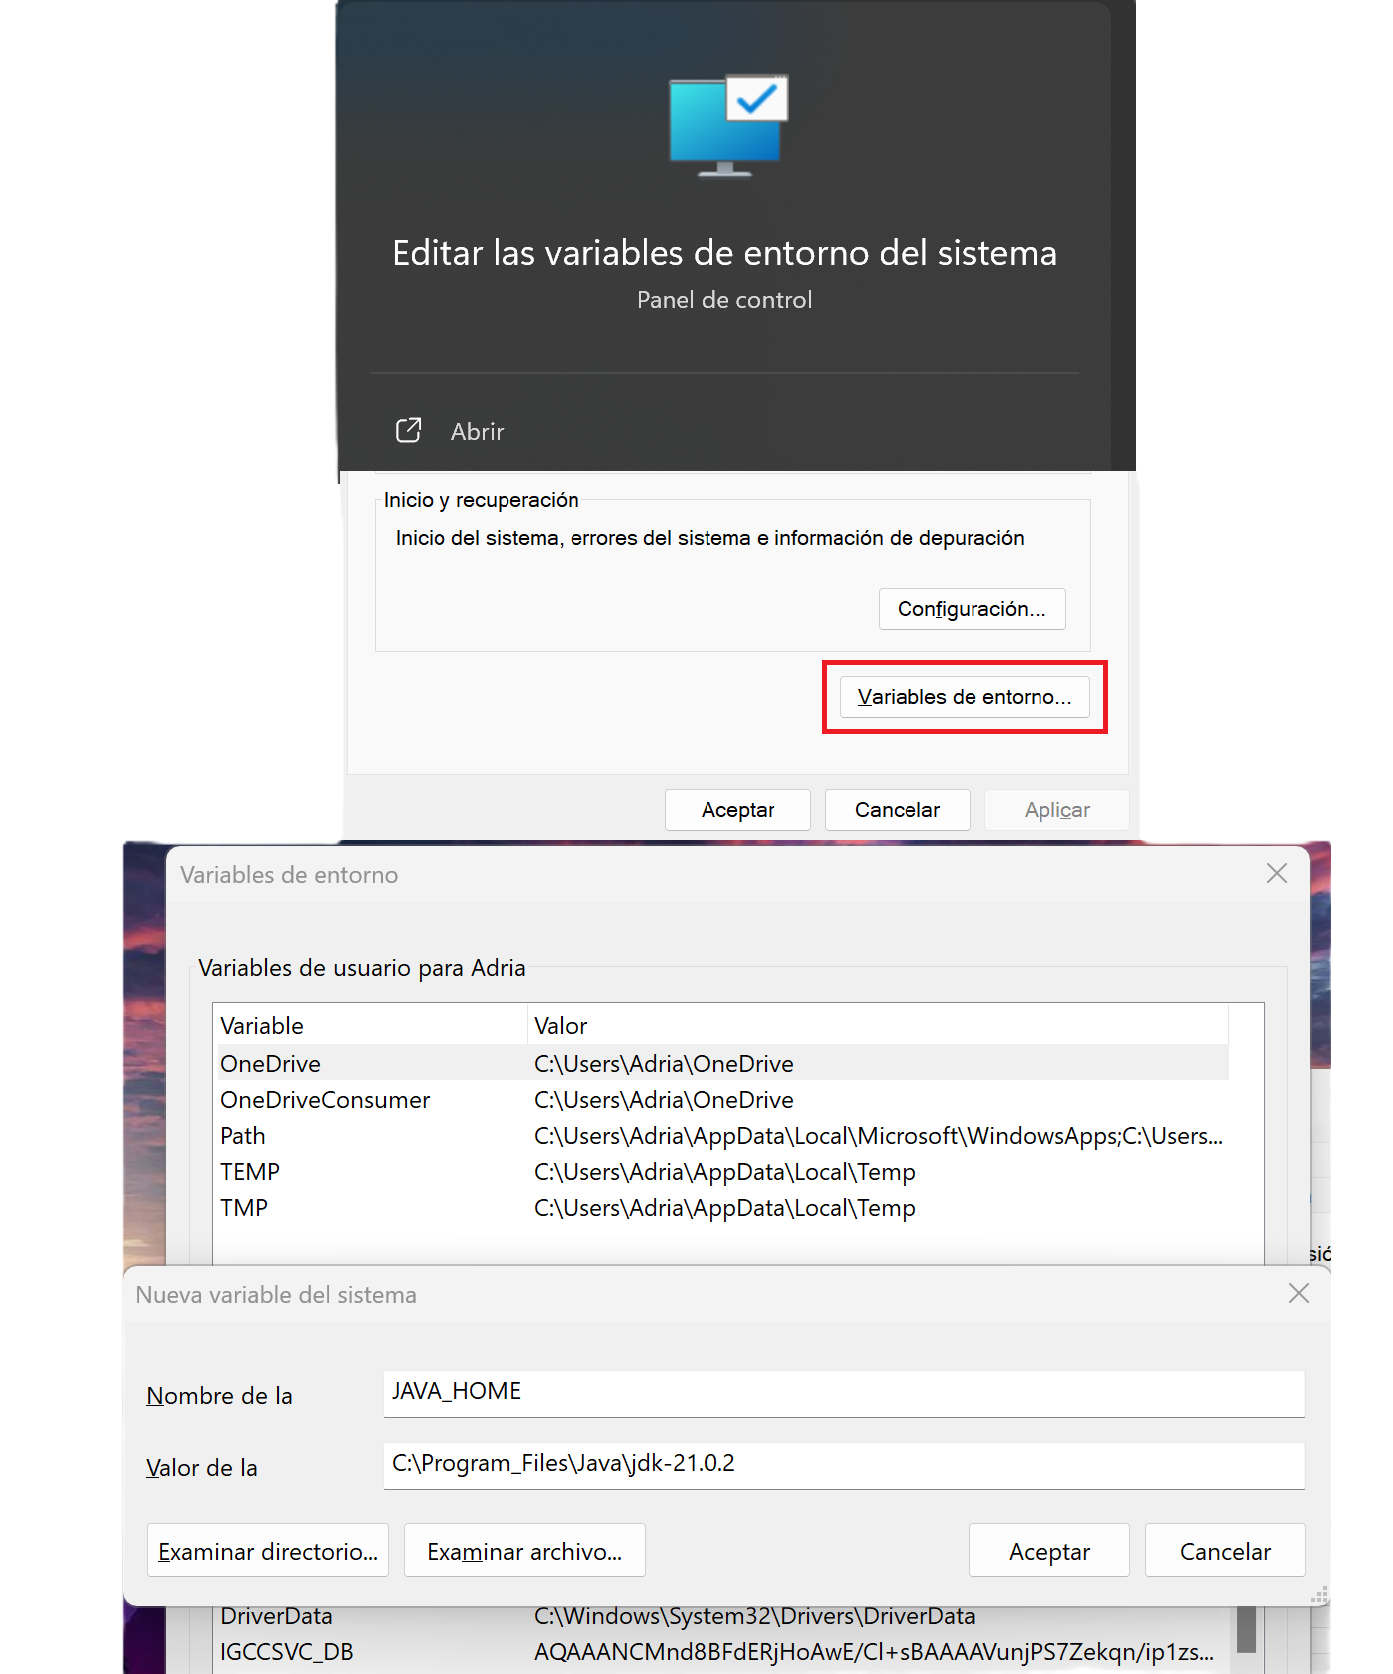 Editar las variables de entorno del sistema
Panel de control
Abrir
Inicio y recuperación
Inicio del sistema, errores del sistema e información de depuración
Configuración...
Variables de entorno...
Aceptar Cancelar Aplicar
Variables de entorno
Variables de usuario para Adria
Variable Valor
OneDrive C:\Users\Adria\OneDrive
OneDriveConsumer C:\Users\Adria\OneDrive
Path C:\Users\Adria\AppData\Local\Microsoft\WindowsApps;C:\Users...
TEMP C:\Users\Adria\AppData\Local\Temp
TMP C:\Users\Adria\AppData\Local\Temp
Nueva variable del sistema
Nombre de la JAVA_HOME
Valor de la C:\Program_Files\Java\jdk-21.0.2
Examinar directorio... Examinar archivo... Aceptar Cancelar
DriverData C:\Windows\System32\Drivers\DriverData
IGCCSVC_DB AQAAANCMnd8BFdERjHoAwE/Cl+sBAAAAVunjPS7Zekqn/ip1zs...